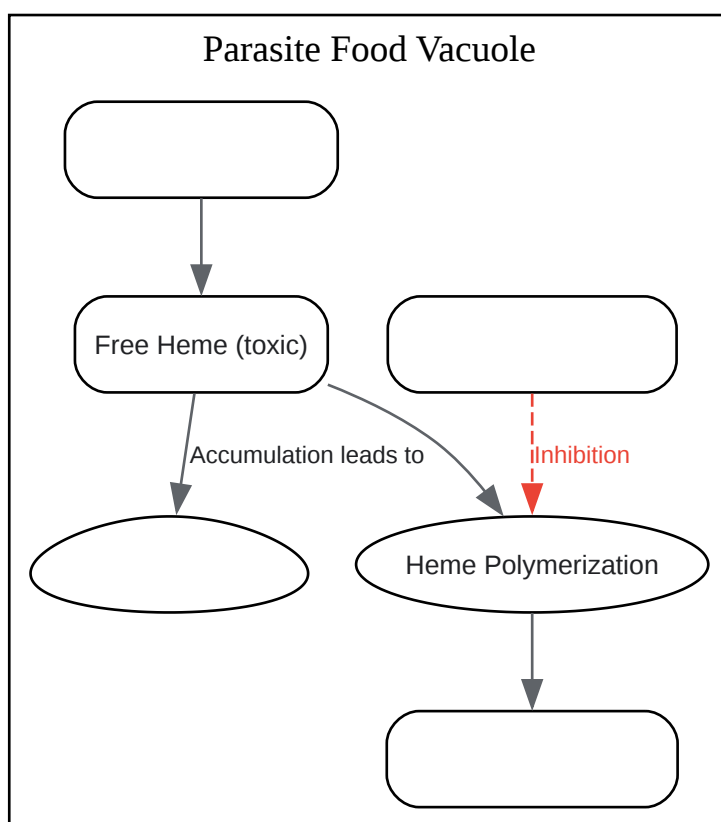 Parasite Food Vacuole
Free Heme (toxic)
Accumulation leads to
Inhibition
Heme Polymerization